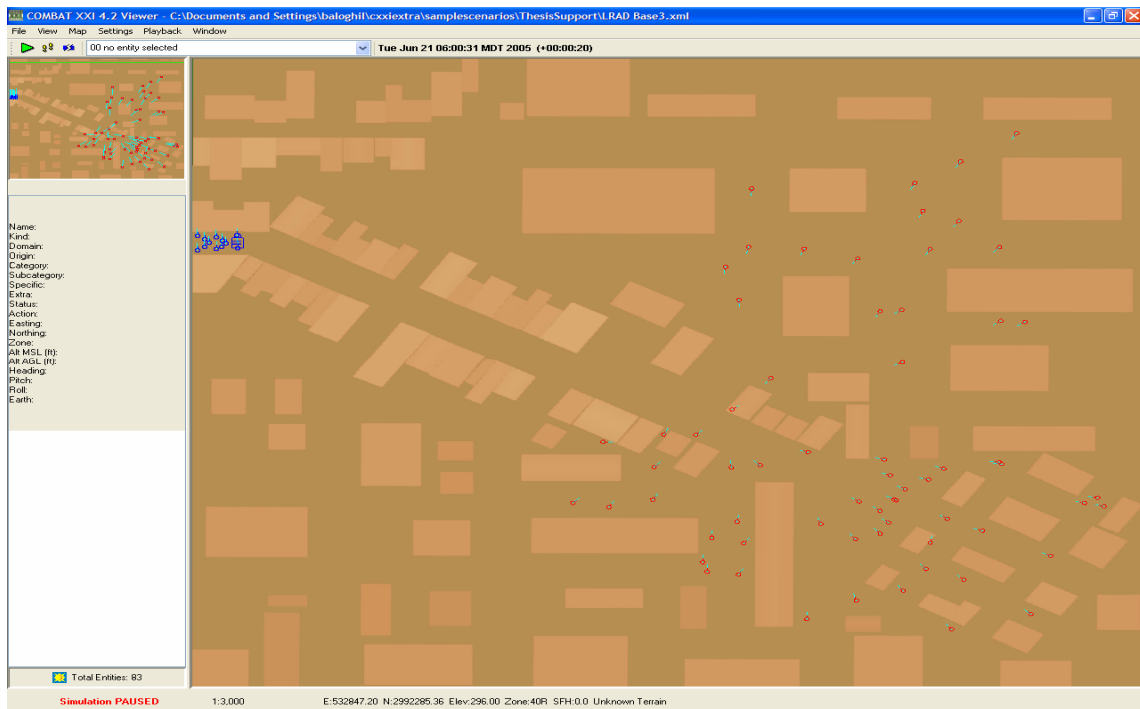 COMBAT XXI 4.2 Viewer - C:\Documents and Settings\baloghil\cxxiextra\samplescenarios\ThesisSupport\LRAD Base3.xml
File View Map Settings Playback Window
00 no entity selected Tue Jun 21 06:00:31 MDT 2005 (+00:00:20)
Name:
Kind:
Domain:
Origin:
Category:
Subcategory:
Specific:
Extra:
Status:
Action:
Easting:
Northing:
Zone:
Alt MSL (ft):
Alt AGL (ft):
Heading:
Pitch:
Roll:
Earth:
Total Entities: 83
Simulation PAUSED 1:3,000 E:532847.20 N:2992285.36 Elev:296.00 Zone:40R SFH:0.0 Unknown Terrain